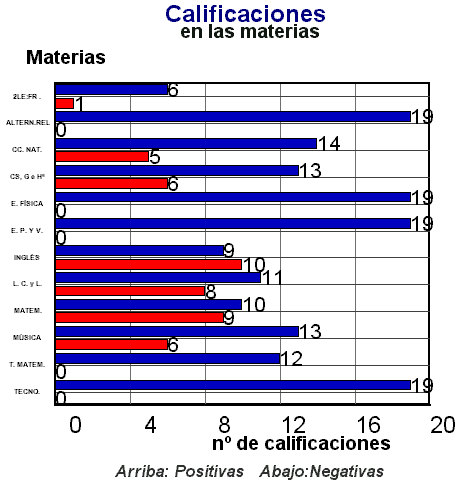 Calificaciones
en las materias
Materias
2LE:FR .
6
1
ALTERN.REL
19
0
CC. NAT.
14
5
CS, G e Hª
13
6
E. FÍSICA
19
0
E. P. Y V.
19
0
INGLÉS
9
10
L. C. y L.
11
8
MATEM.
10
9
MÚSICA
13
6
T. MATEM.
12
0
TECNO.
19
0
0 4 8 12 16 20
nº de calificaciones
Arriba: Positivas Abajo:Negativas